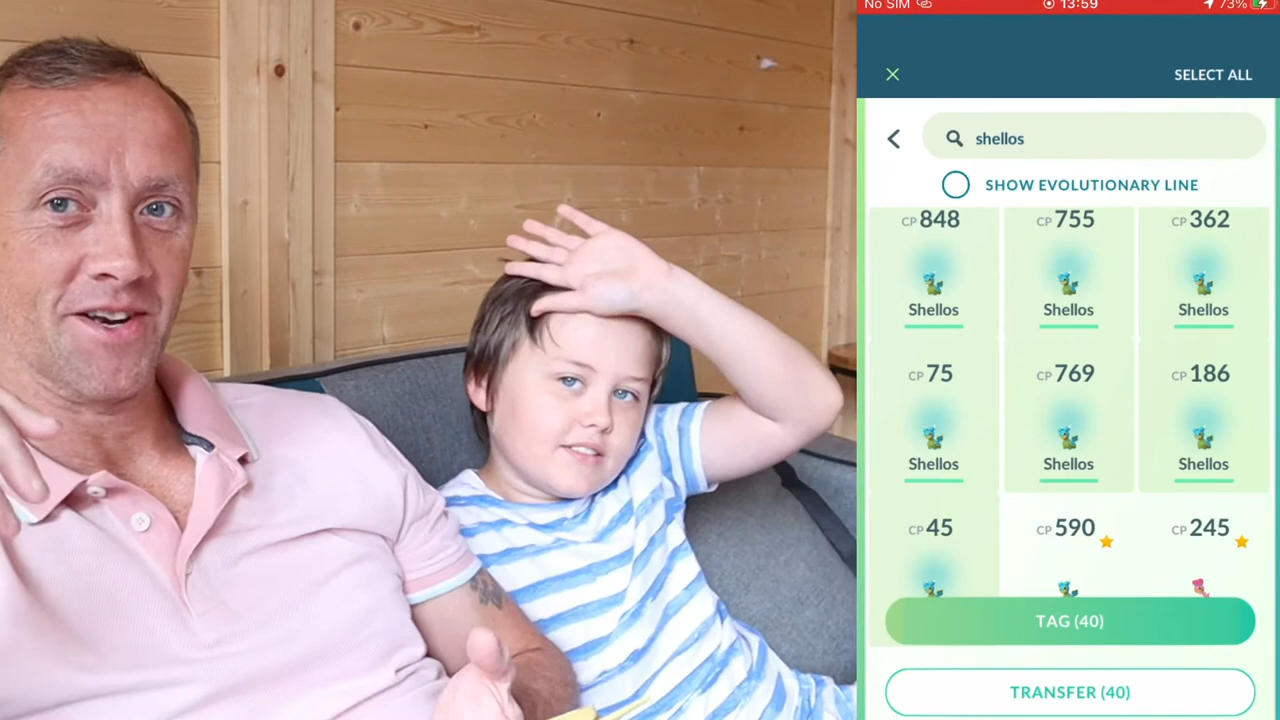 No SIM 13:59 73%
SELECT ALL
shellos
SHOW EVOLUTIONARY LINE
CP 848 CP 755 CP 362
Shellos Shellos Shellos
CP 75 CP 769 CP 186
Shellos Shellos Shellos
CP 45 CP 590 CP 245
TAG (40)
TRANSFER (40)